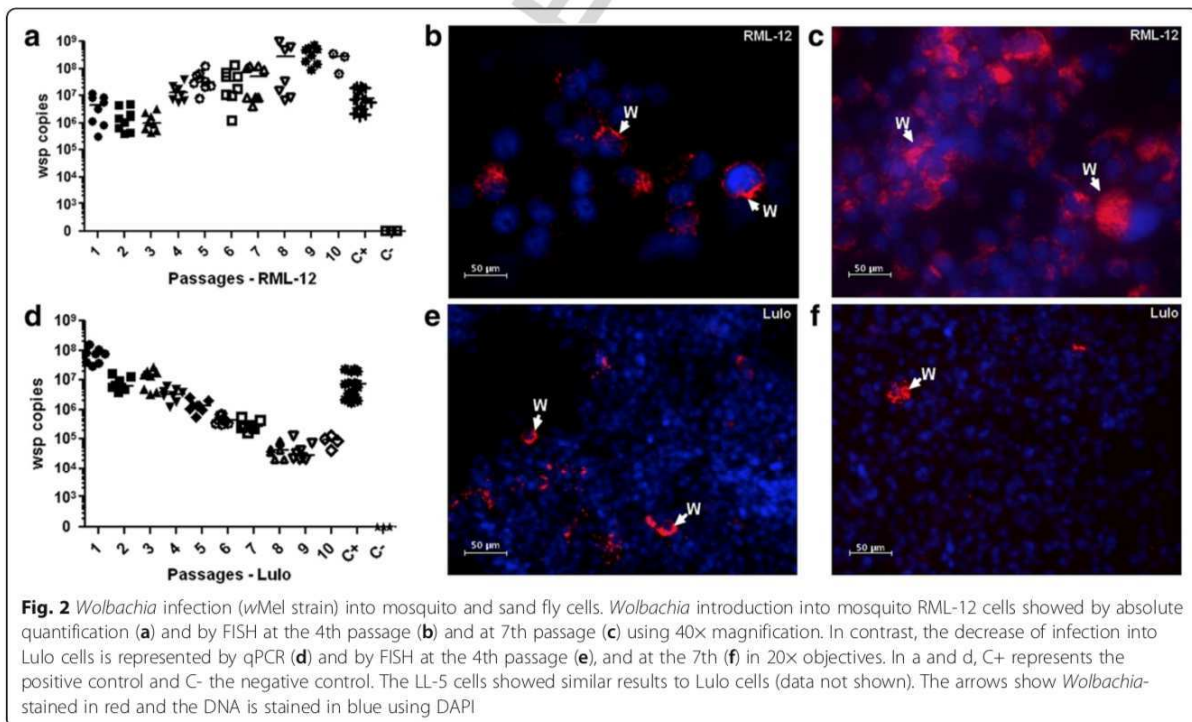 a
10⁹
10⁸
10⁷
10⁶
10⁵
10⁴
10³
0
wsp copies
1 2 3 4 5 6 7 8 9 10 C+ C-
Passages - RML-12
b
RML-12
W
W
50 µm
c
RML-12
W
W
50 µm
d
10⁹
10⁸
10⁷
10⁶
10⁵
10⁴
10³
0
wsp copies
1 2 3 4 5 6 7 8 9 10 C+ C-
Passages - Lulo
e
Lulo
W
W
50 µm
f
Lulo
W
50 µm
Fig. 2 Wolbachia infection (wMel strain) into mosquito and sand fly cells. Wolbachia introduction into mosquito RML-12 cells showed by absolute
quantification (a) and by FISH at the 4th passage (b) and at 7th passage (c) using 40× magnification. In contrast, the decrease of infection into
Lulo cells is represented by qPCR (d) and by FISH at the 4th passage (e), and at the 7th (f) in 20× objectives. In a and d, C+ represents the
positive control and C- the negative control. The LL-5 cells showed similar results to Lulo cells (data not shown). The arrows show Wolbachia-
stained in red and the DNA is stained in blue using DAPI